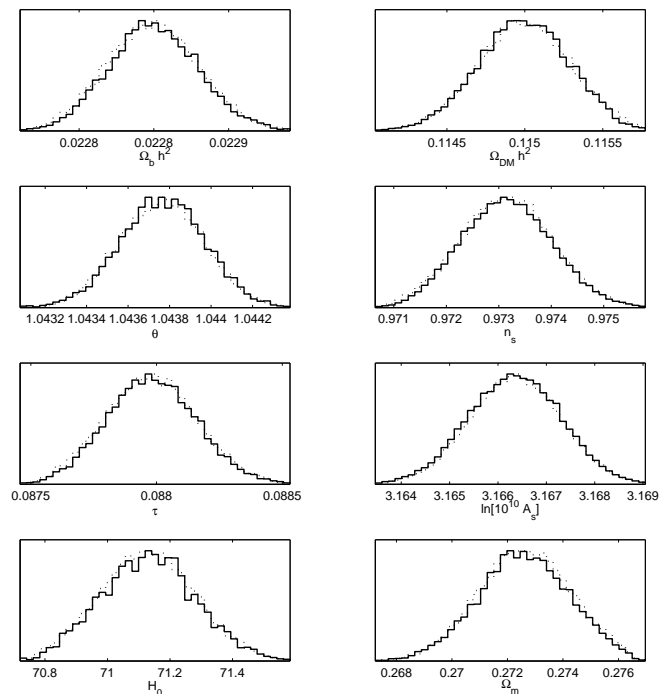 0.0228 0.0228 0.0229
Ω_b h²
0.1145 0.115 0.1155
Ω_DM h²
1.0432 1.0434 1.0436 1.0438 1.044 1.0442
θ
0.971 0.972 0.973 0.974 0.975
n_s
0.0875 0.088 0.0885
τ
3.164 3.165 3.166 3.167 3.168 3.169
ln[10¹⁰ A_s]
70.8 71 71.2 71.4
H_0
0.268 0.27 0.272 0.274 0.276
Ω_m